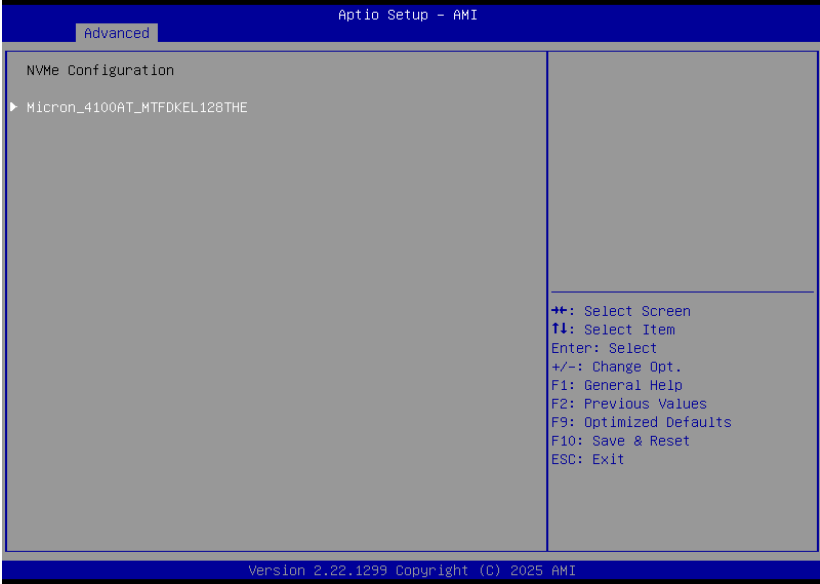 Aptio Setup – AMI
Advanced
NVMe Configuration
▶ Micron_4100AT_MTFDKEL128THE
→←: Select Screen
↑↓: Select Item
Enter: Select
+/-: Change Opt.
F1: General Help
F2: Previous Values
F9: Optimized Defaults
F10: Save & Reset
ESC: Exit
Version 2.22.1299 Copyright (C) 2025 AMI